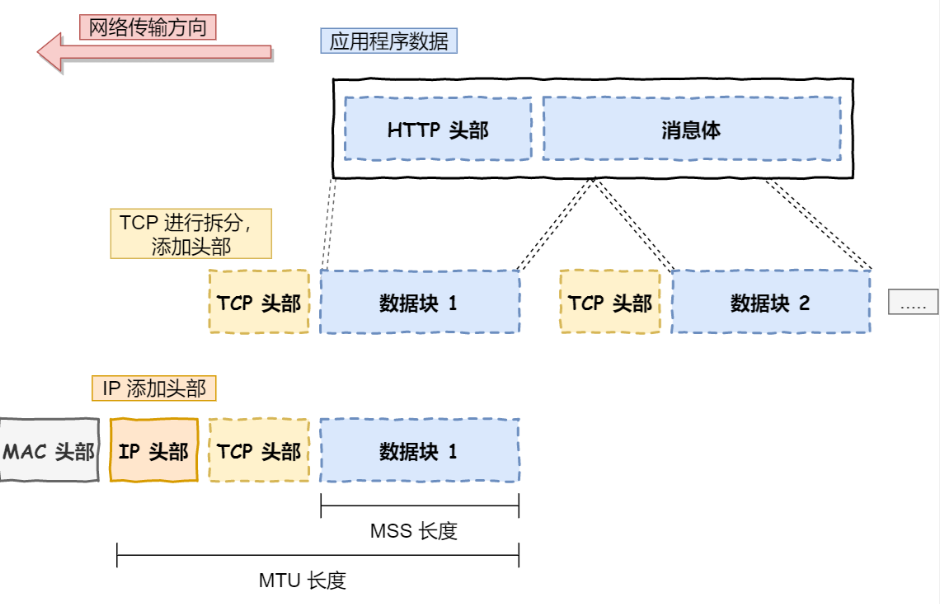 网络传输方向
应用程序数据
HTTP 头部
消息体
TCP 进行拆分，
添加头部
TCP 头部
数据块 1
TCP 头部
数据块 2
.....
IP 添加头部
MAC 头部
IP 头部
TCP 头部
数据块 1
MSS 长度
MTU 长度